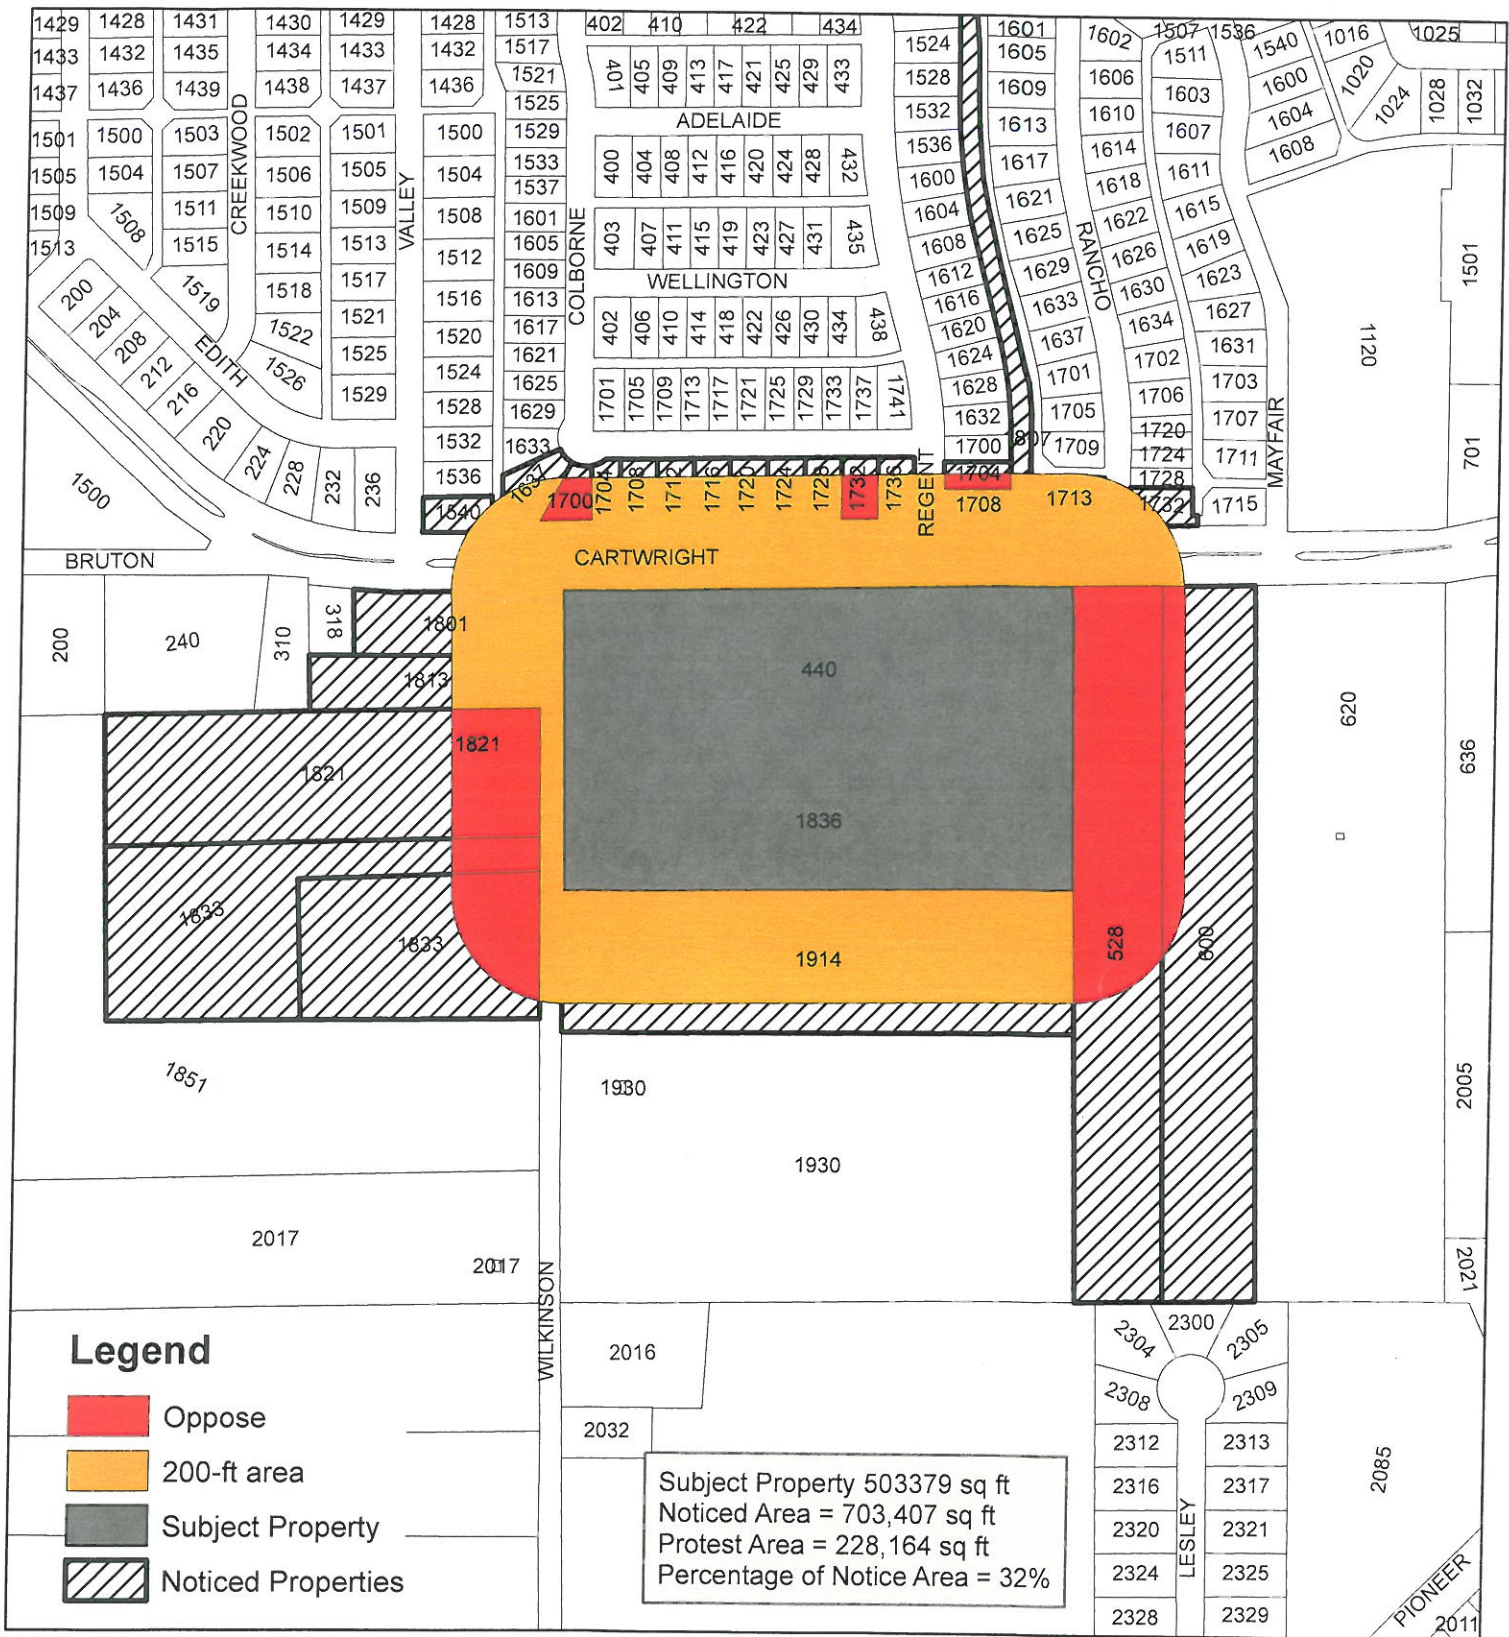 1429 1428 1431 1430 1429 1428 1513 402 410 422 434 1601 1602 1507 1536 1016 1025
1433 1432 1435 1434 1433 1432 1517 1524 1605 1511 1540 1020
1437 1436 1439 1438 1437 1436 1521 401 405 409 413 417 421 425 429 433 1528 1609 1606 1603 1600 1024 1028 1032
1525 1532 1613 1610 1607 1604
CREEKWOOD
ADELAIDE
1501 1500 1503 1502 1501 1500 1529 1536 1617 1614 1611 1608
1505 1504 1507 1506 1505 1504 1533 400 404 408 412 416 420 424 428 432 1600 1621 1618 1615
1537
VALLEY
1509 1508 1511 1510 1509 1508 1601 403 407 411 415 419 423 427 431 435 1604 1625 1622 1619
COLBORNE
1513 1515 1514 1513 1512 1605 1608 1629 1626 1623 1501
RANCHO
1609 WELLINGTON 1612
200 1519 1518 1517 1516 1613 1616 1633 1630 1627
204 1522 1521 1520 1617 402 406 410 414 418 422 426 430 434 438 1620 1637 1634 1631 1120
208 EDITH 1526 1525 1524 1621 1624 1701 1702 1703
212 1529 1528 1625 1701 1705 1709 1713 1717 1721 1725 1729 1733 1737 1741 1628 1705 1706 1707
216 1629 1632 1720
220 1532 1633 1700 807 1709 1724 1711 MAYFAIR 701
224 228 232 236 1536 1637 1704 1728
1500 1540 1700 1704 1708 1712 1716 1720 1724 1728 1732 1736 REGENT 1708 1713 1732 1715
BRUTON CARTWRIGHT
200 240 310 318 1801 440 029 636
1813
1821 1821
1836
1833 1833 1914 528 600
1851 1930 502
1930
2017 2017 WILKINSON 2021
Legend
Oppose
200-ft area
Subject Property
Noticed Properties
2016
2032
Subject Property 503379 sq ft
Noticed Area = 703,407 sq ft
Protest Area = 228,164 sq ft
Percentage of Notice Area = 32%
2304 2300 2305
2308 2309
2312 2313
2316 2317 2085
2320 LESLEY 2321
2324 2325
2328 2329
PIONEER
2011